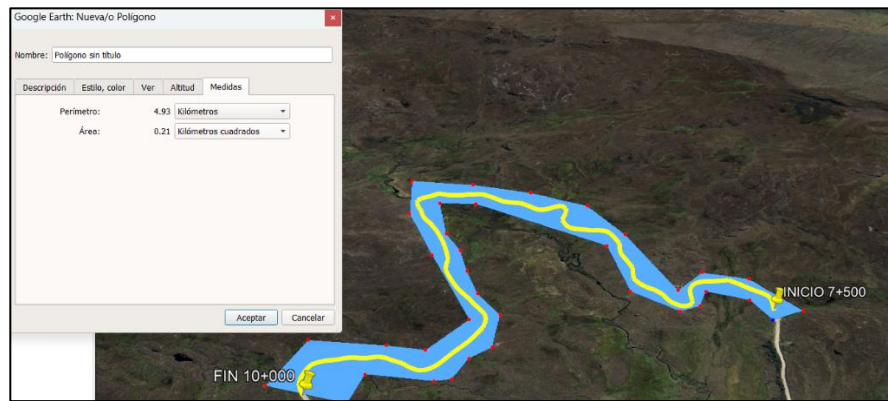 Google Earth: Nueva/o Polígono
Nombre: Polígono sin título
Descripción Estilo, color Ver Altitud Medidas
Perímetro: 4.93 Kilómetros
Área: 0.21 Kilómetros cuadrados
Aceptar Cancelar
INICIO 7+500
FIN 10+000